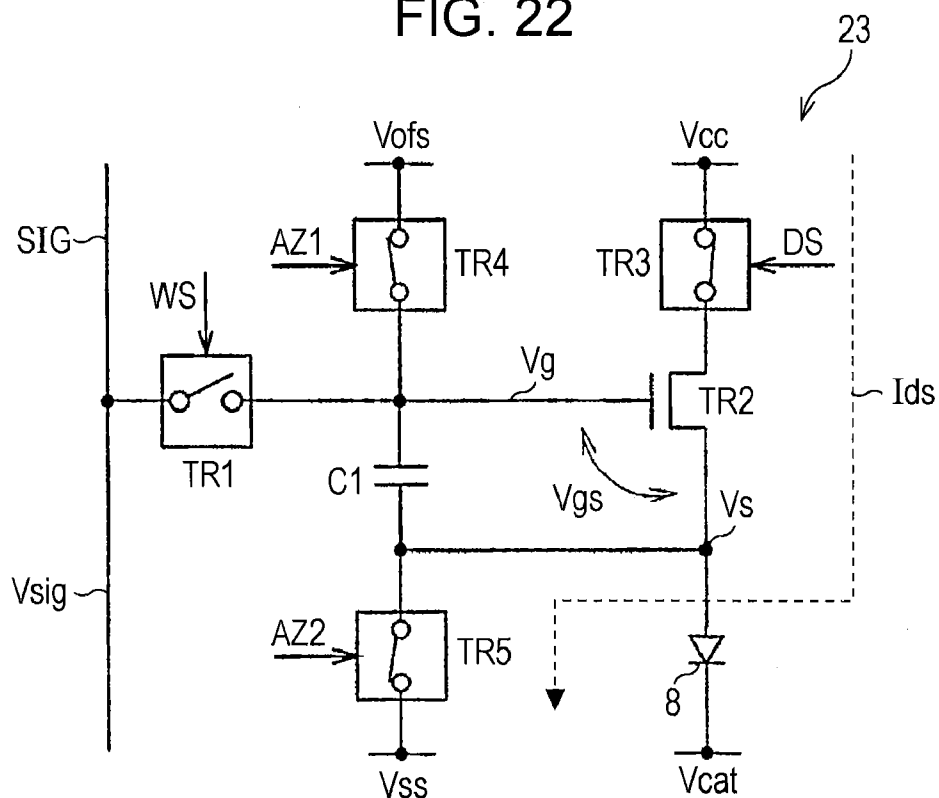 FIG. 22
23
Vofs
Vcc
SIG
AZ1
TR4
TR3
DS
WS
Vg
TR2
Ids
TR1
C1
Vgs
Vs
Vsig
AZ2
TR5
8
Vss
Vcat